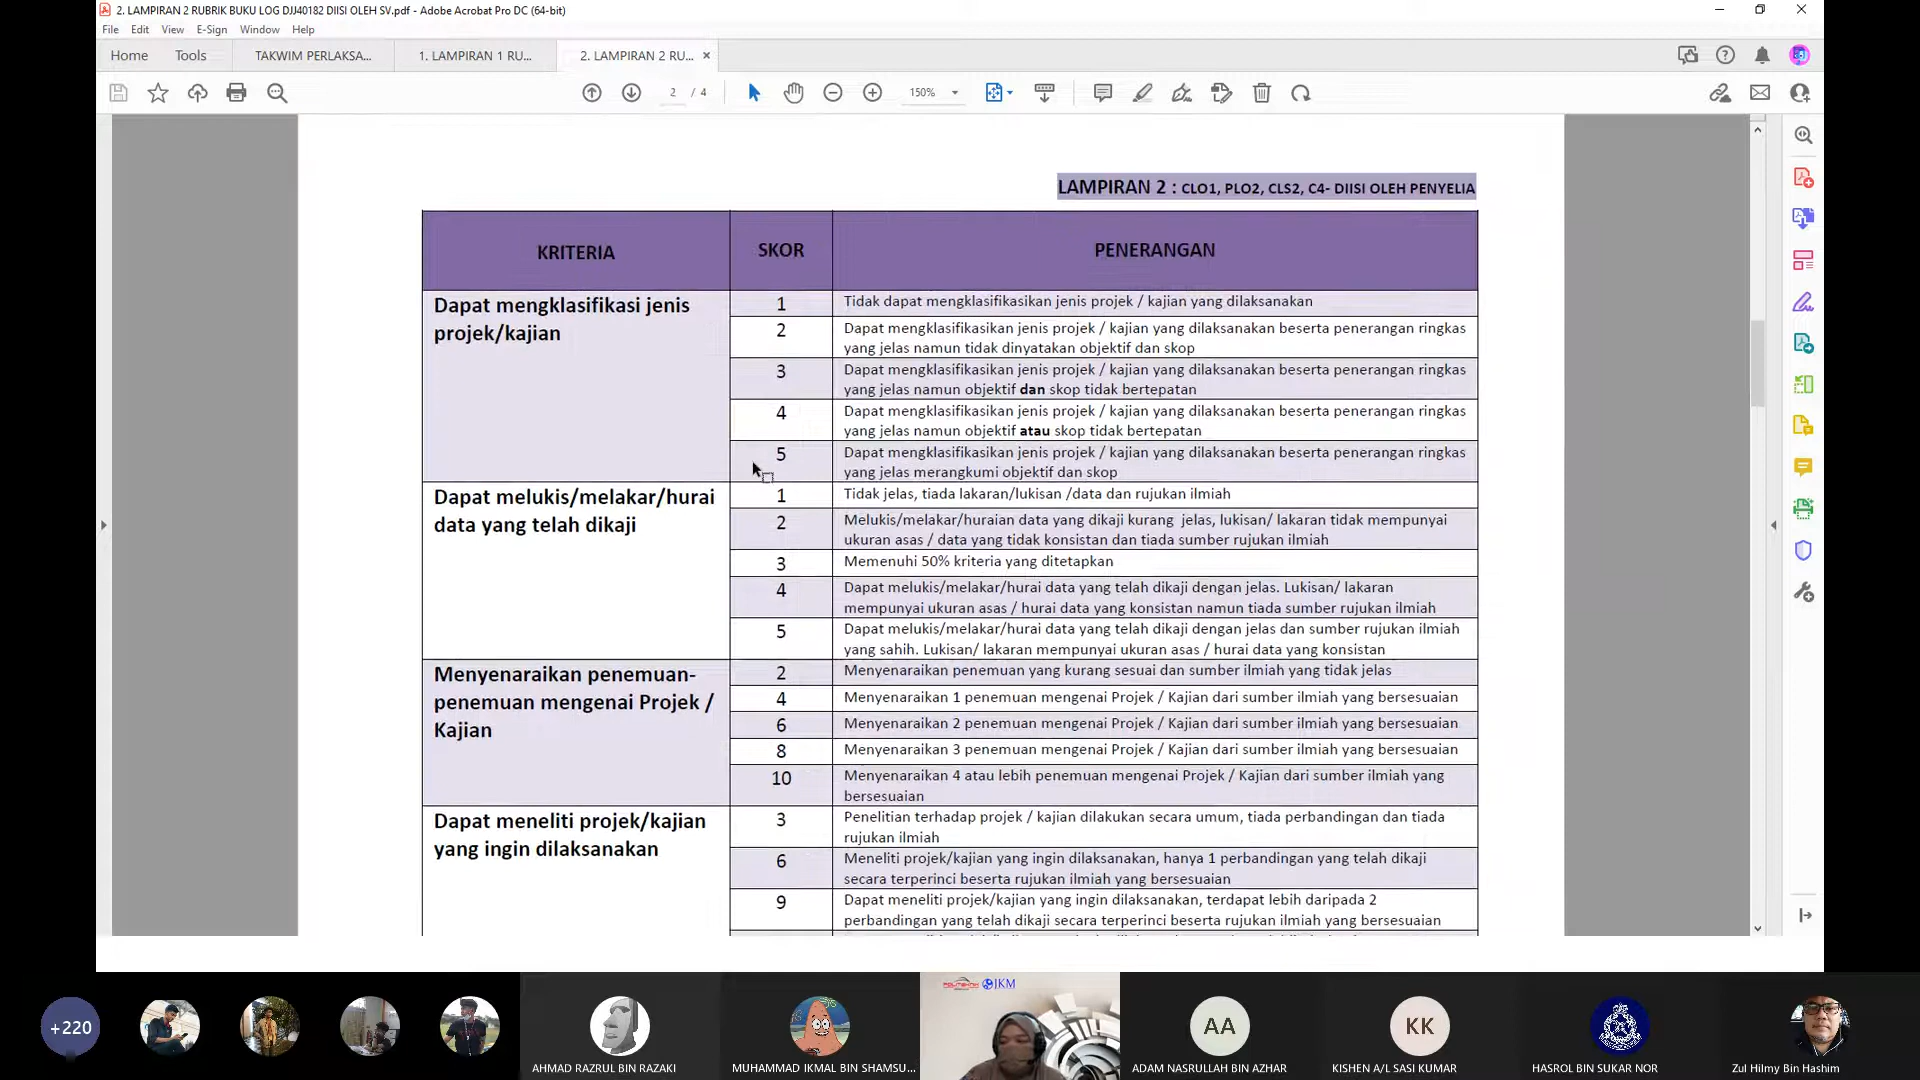 2. LAMPIRAN 2 RUBRIK BUKU LOG DJJ40182 DIISI OLEH SV.pdf - Adobe Acrobat Pro DC (64-bit)
File Edit View E-Sign Window Help
Home Tools TAKWIM PERLAKSA... 1. LAMPIRAN 1 RU... 2. LAMPIRAN 2 RU...
2 / 4 150%
LAMPIRAN 2 : CLO1, PLO2, CLS2, C4- DIISI OLEH PENYELIA
KRITERIA SKOR PENERANGAN
Dapat mengklasifikasi jenis
projek/kajian
1 Tidak dapat mengklasifikasikan jenis projek / kajian yang dilaksanakan
2 Dapat mengklasifikasikan jenis projek / kajian yang dilaksanakan beserta penerangan ringkas
yang jelas namun tidak dinyatakan objektif dan skop
3 Dapat mengklasifikasikan jenis projek / kajian yang dilaksanakan beserta penerangan ringkas
yang jelas namun objektif dan skop tidak bertepatan
4 Dapat mengklasifikasikan jenis projek / kajian yang dilaksanakan beserta penerangan ringkas
yang jelas namun objektif atau skop tidak bertepatan
5 Dapat mengklasifikasikan jenis projek / kajian yang dilaksanakan beserta penerangan ringkas
yang jelas merangkumi objektif dan skop
Dapat melukis/melakar/hurai
data yang telah dikaji
1 Tidak jelas, tiada lakaran/lukisan /data dan rujukan ilmiah
2 Melukis/melakar/huraian data yang dikaji kurang jelas, lukisan/ lakaran tidak mempunyai
ukuran asas / data yang tidak konsistan dan tiada sumber rujukan ilmiah
3 Memenuhi 50% kriteria yang ditetapkan
4 Dapat melukis/melakar/hurai data yang telah dikaji dengan jelas. Lukisan/ lakaran
mempunyai ukuran asas / hurai data yang konsistan namun tiada sumber rujukan ilmiah
5 Dapat melukis/melakar/hurai data yang telah dikaji dengan jelas dan sumber rujukan ilmiah
yang sahih. Lukisan/ lakaran mempunyai ukuran asas / hurai data yang konsistan
Menyenaraikan penemuan-
penemuan mengenai Projek /
Kajian
2 Menyenaraikan penemuan yang kurang sesuai dan sumber ilmiah yang tidak jelas
4 Menyenaraikan 1 penemuan mengenai Projek / Kajian dari sumber ilmiah yang bersesuaian
6 Menyenaraikan 2 penemuan mengenai Projek / Kajian dari sumber ilmiah yang bersesuaian
8 Menyenaraikan 3 penemuan mengenai Projek / Kajian dari sumber ilmiah yang bersesuaian
10 Menyenaraikan 4 atau lebih penemuan mengenai Projek / Kajian dari sumber ilmiah yang
bersesuaian
Dapat meneliti projek/kajian
yang ingin dilaksanakan
3 Penelitian terhadap projek / kajian dilakukan secara umum, tiada perbandingan dan tiada
rujukan ilmiah
6 Meneliti projek/kajian yang ingin dilaksanakan, hanya 1 perbandingan yang telah dikaji
secara terperinci beserta rujukan ilmiah yang bersesuaian
9 Dapat meneliti projek/kajian yang ingin dilaksanakan, terdapat lebih daripada 2
perbandingan yang telah dikaji secara terperinci beserta rujukan ilmiah yang bersesuaian
POLITEKNIK JKM
+220 AA KK
AHMAD RAZRUL BIN RAZAKI MUHAMMAD IKMAL BIN SHAMSU... ADAM NASRULLAH BIN AZHAR KISHEN A/L SASI KUMAR HASROL BIN SUKAR NOR Zul Hilmy Bin Hashim